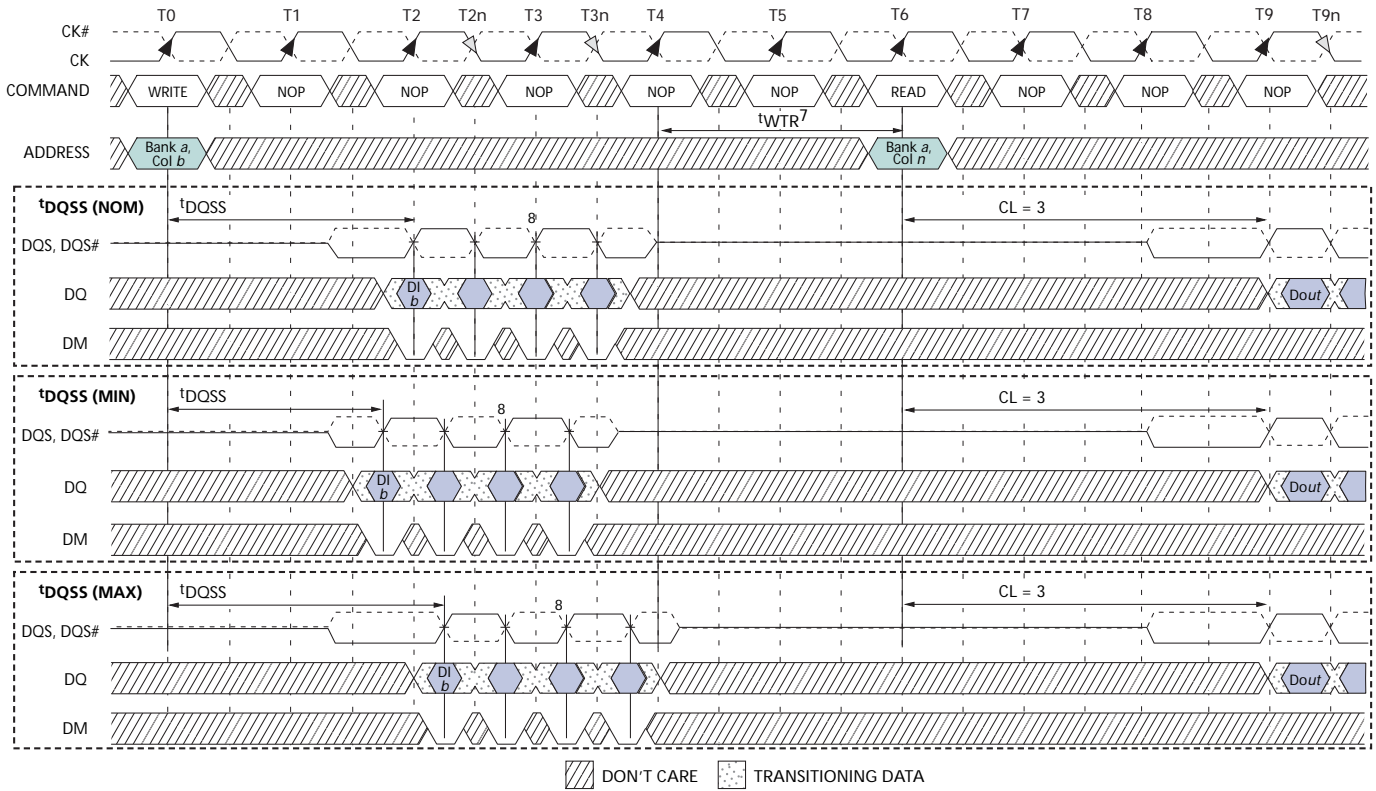 T0 T1 T2 T2n T3 T3n T4 T5 T6 T7 T8 T9 T9n
CK#
CK
COMMAND WRITE NOP NOP NOP NOP NOP READ NOP NOP NOP
tWTR7
ADDRESS Bank a, Col b Bank a, Col n
tDQSS (NOM) tDQSS CL = 3
8
DQS, DQS#
DQ DI b Dout
DM
tDQSS (MIN) tDQSS CL = 3
8
DQS, DQS#
DQ DI b Dout
DM
tDQSS (MAX) tDQSS CL = 3
8
DQS, DQS#
DQ DI b Dout
DM
DON'T CARE TRANSITIONING DATA